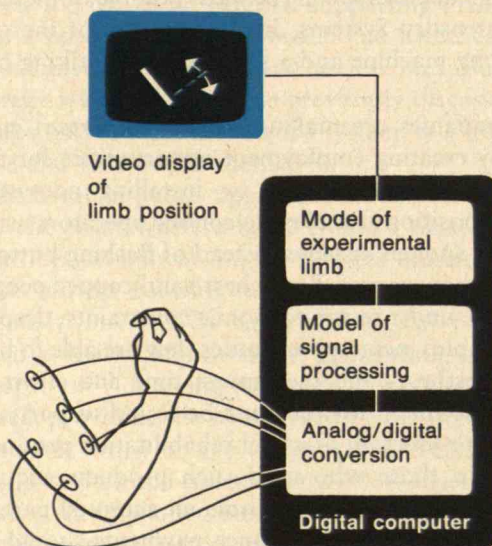 Video display
of
limb position
Model of
experimental
limb
Model of
signal
processing
Analog/digital
conversion
Digital computer